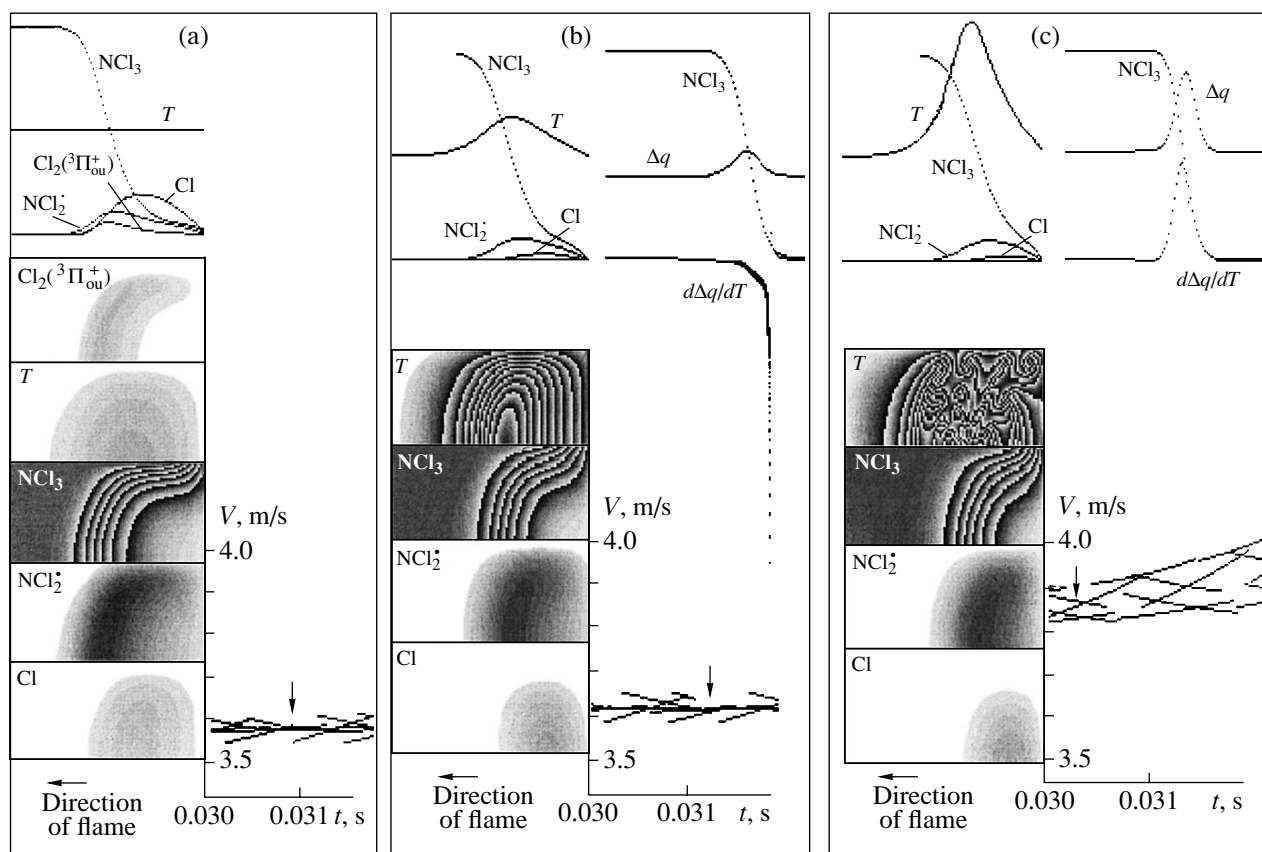 (a)
NCl₃
T
Cl₂(³Π⁺ₒᵤ)
Cl
NCl₂•
Cl₂(³Π⁺ₒᵤ)
T
NCl₃
NCl₂•
Cl
V, m/s
4.0
3.5
Direction
of flame
0.030
0.031
t, s
(b)
NCl₃
T
Cl
NCl₂•
NCl₃
Δq
dΔq/dT
T
NCl₃
NCl₂•
Cl
V, m/s
4.0
3.5
Direction
of flame
0.030
0.031
t, s
(c)
T
NCl₃
NCl₂•
Cl
NCl₃
Δq
dΔq/dT
T
NCl₃
NCl₂•
Cl
V, m/s
4.0
3.5
Direction
of flame
0.030
0.031
t, s